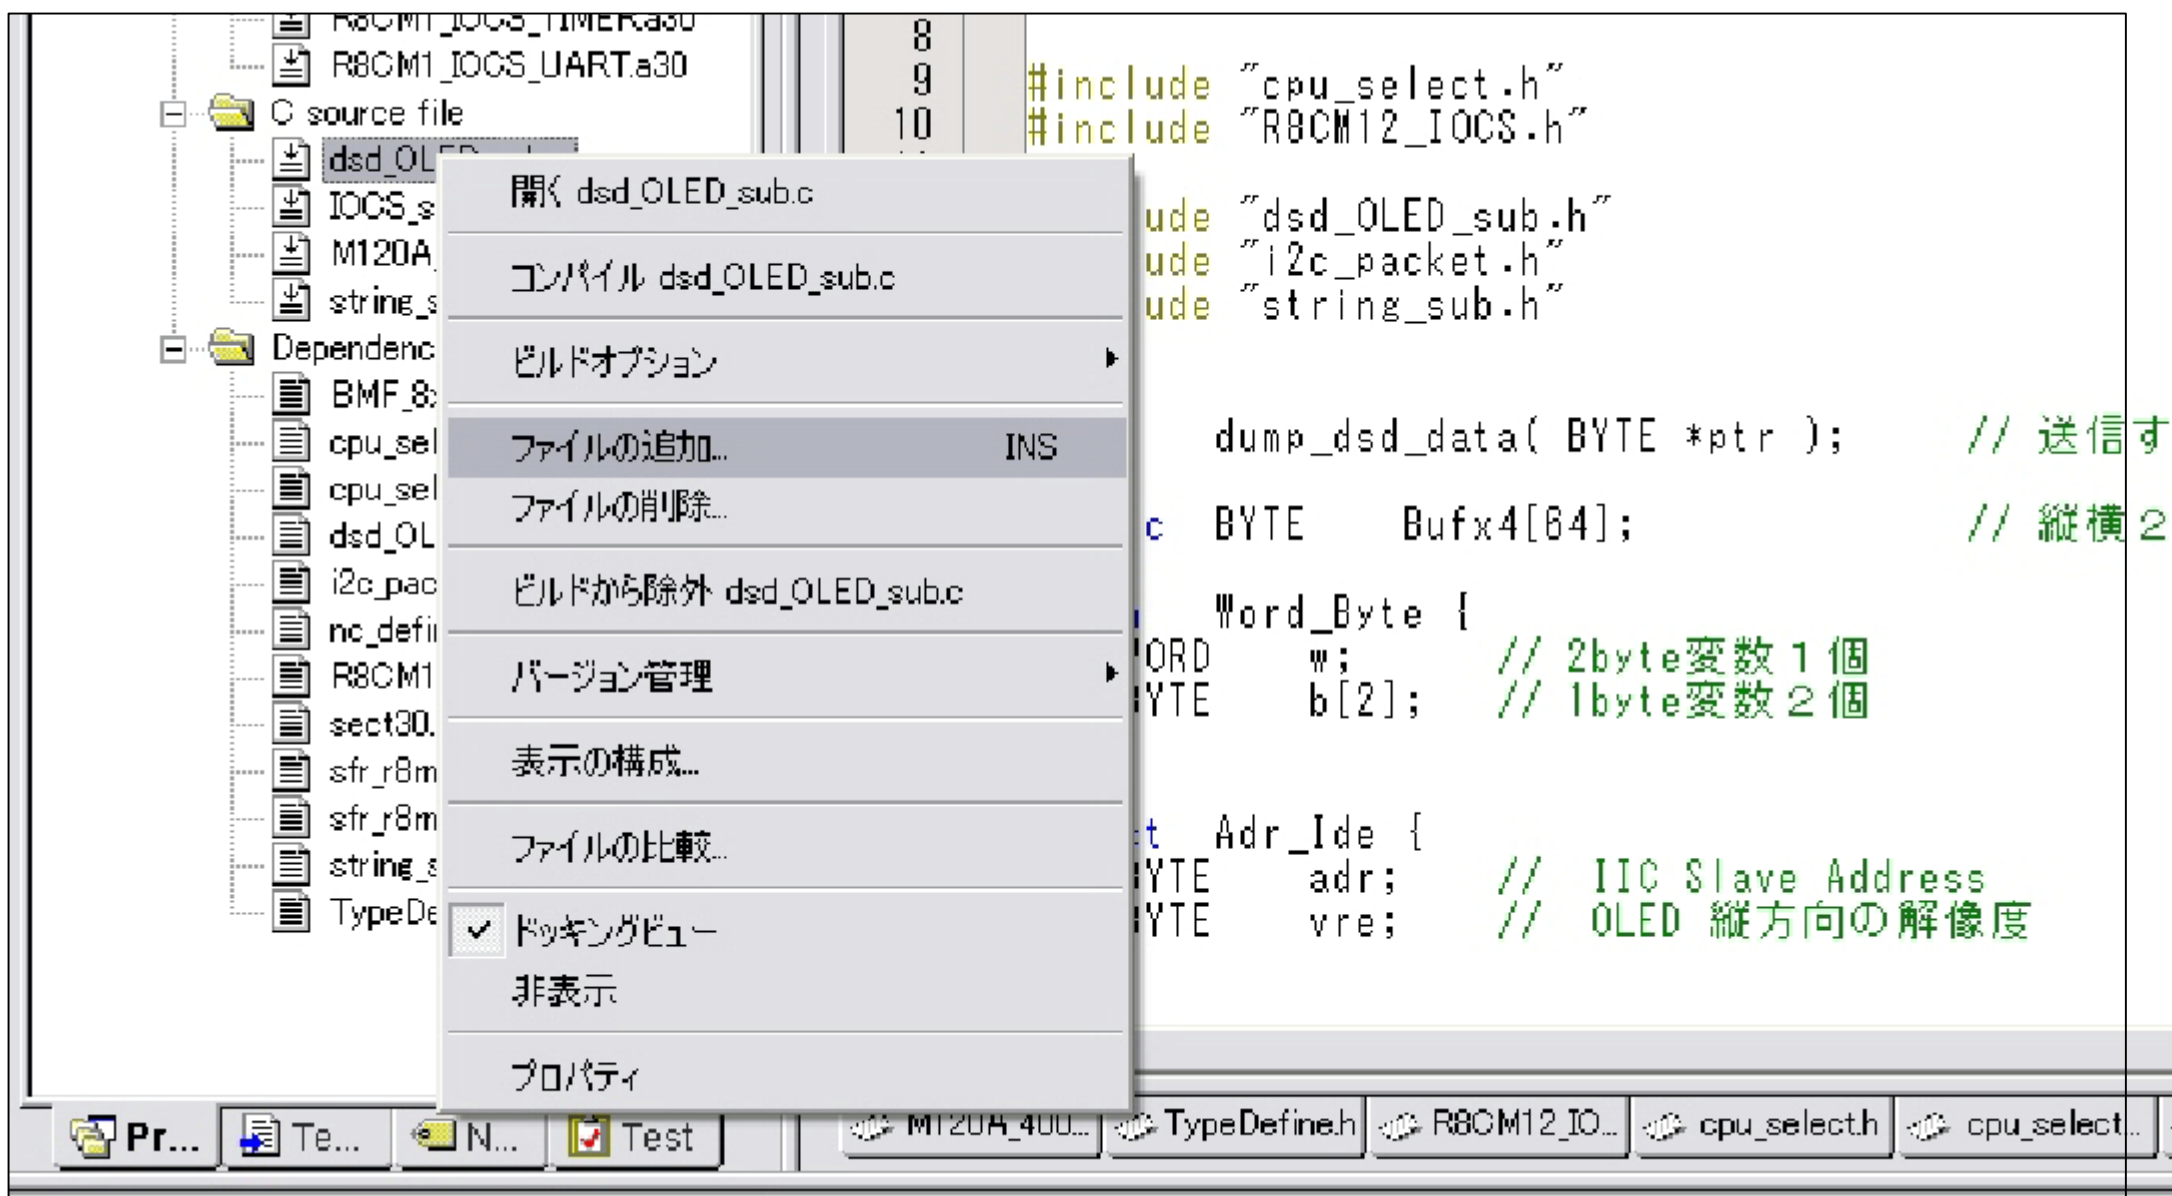 R8CM1_IOCS_TIMER.a30
R8CM1_IOCS_UART.a30
C source file
dsd_OL
IOCS_s
M120A_
string_s
Dependenc
BMF_8x
cpu_sel
cpu_sel
dsd_OL
i2c_pac
nc_defin
R8CM1
sect30.
sfr_r8m
sfr_r8m
string_s
TypeDe
開く dsd_OLED_sub.c
コンパイル dsd_OLED_sub.c
ビルドオプション
ファイルの追加... INS
ファイルの削除...
ビルドから除外 dsd_OLED_sub.c
バージョン管理
表示の構成...
ファイルの比較...
ドッキングビュー
非表示
プロパティ
8
9 #include "cpu_select.h"
10 #include "R8CM12_IOCS.h"
ude "dsd_OLED_sub.h"
ude "i2c_packet.h"
ude "string_sub.h"
dump_dsd_data( BYTE *ptr ); // 送信す
c BYTE Bufx4[64]; // 縦横2
Word_Byte {
ORD w; // 2byte変数1個
YTE b[2]; // 1byte変数2個
t Adr_Ide {
YTE adr; // IIC Slave Address
YTE vre; // OLED 縦方向の解像度
Pr... Te... N... Test M120A_400... TypeDefine.h R8CM12_IO... cpu_select.h cpu_select...